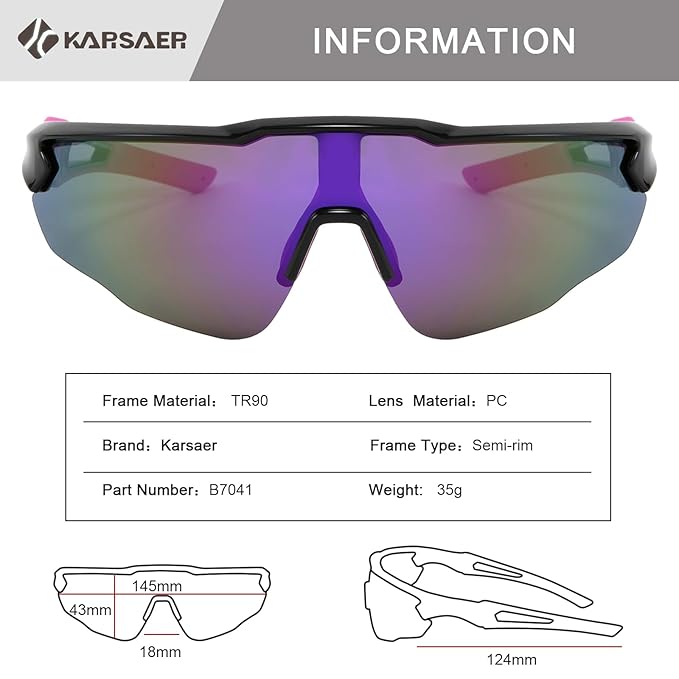 KARSAER
INFORMATION
Frame Material: TR90 Lens Material: PC
Brand: Karsaer Frame Type: Semi-rim
Part Number: B7041 Weight: 35g
145mm
43mm
18mm
124mm